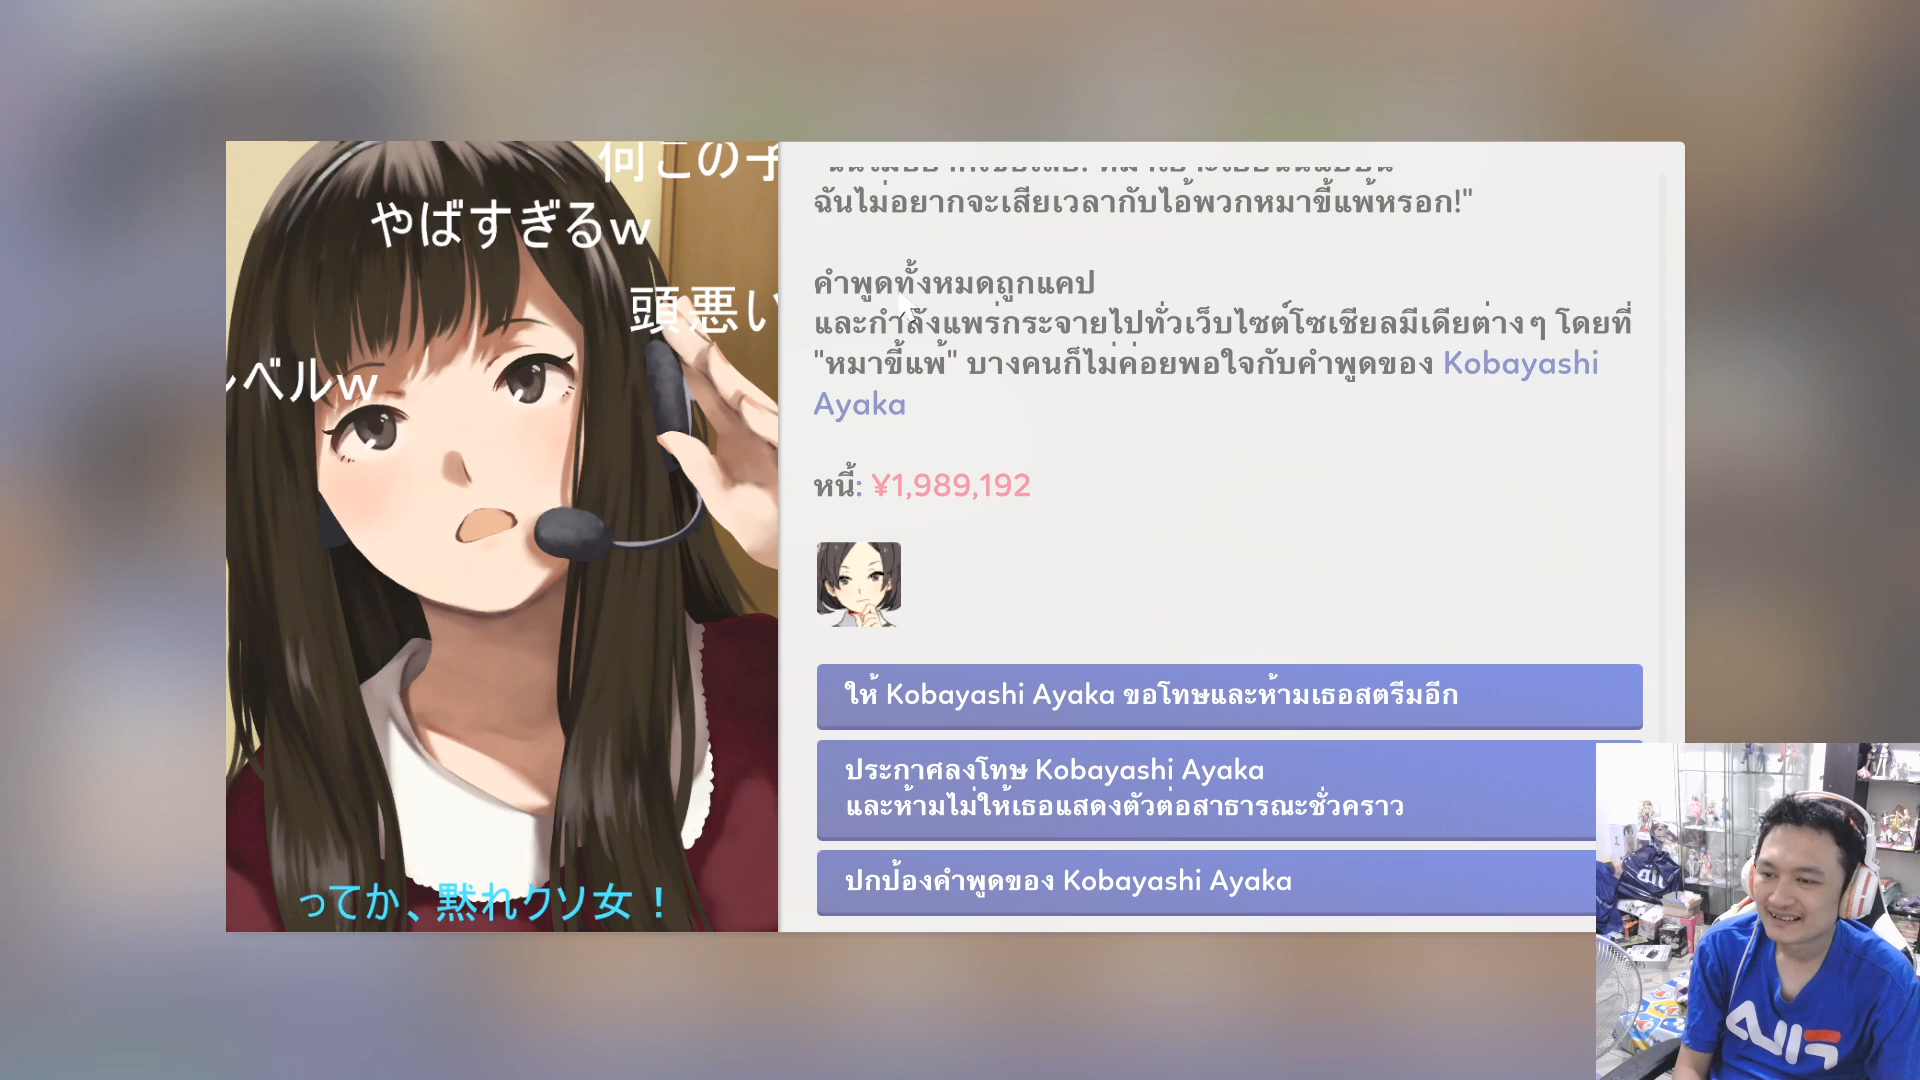 何この子
やばすぎるw
頭悪い
ベルw
ってか、黙れクソ女！
ฉันไม่อยากจะเสียเวลากับไอ้พวกหมาขี้แพ้หรอก!"
คำพูดทั้งหมดถูกแคป
และกำลังแพร่กระจายไปทั่วเว็บไซต์โซเชียลมีเดียต่างๆ โดยที่
"หมาขี้แพ้" บางคนก็ไม่ค่อยพอใจกับคำพูดของ Kobayashi
Ayaka
หนี้: ¥1,989,192
ให้ Kobayashi Ayaka ขอโทษและห้ามเธอสตรีมอีก
ประกาศลงโทษ Kobayashi Ayaka
และห้ามไม่ให้เธอแสดงตัวต่อสาธารณะชั่วคราว
ปกป้องคำพูดของ Kobayashi Ayaka